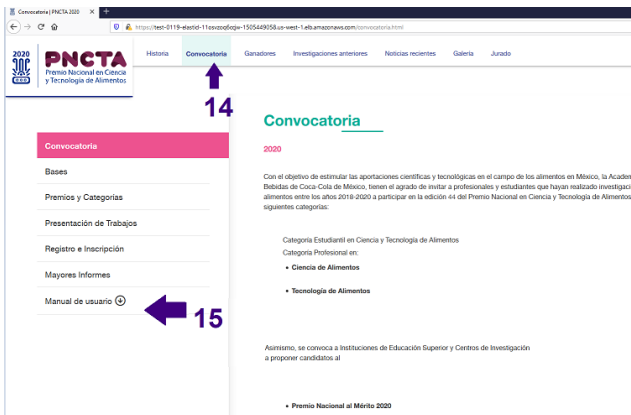 Convocatoria | PNCTA 2020
https://test-0119-elasticl-11osvzoq6ozje-1505449058.us-west-1.elb.amazonaws.com/convocatoria.html
2020
PNCTA
Premio Nacional en Ciencia
y Tecnología de Alimentos
Historia
Convocatoria
Ganadores
Investigaciones anteriores
Noticias recientes
Galería
Jurado
14
Convocatoria
Convocatoria
2020
Bases
Con el objetivo de estimular las aportaciones científicas y tecnológicas en el campo de los alimentos en México, la Academ
Bebidas de Coca-Cola de México, tienen el agrado de invitar a profesionales y estudiantes que hayan realizado investigaci
alimentos entre los años 2018-2020 a participar en la edición 44 del Premio Nacional en Ciencia y Tecnología de Alimentos
siguientes categorías:
Premios y Categorías
Presentación de Trabajos
Registro e Inscripción
Mayores Informes
Manual de usuario
15
Categoría Estudiantil en Ciencia y Tecnología de Alimentos
Categoría Profesional en:
• Ciencia de Alimentos
• Tecnología de Alimentos
Asimismo, se convoca a Instituciones de Educación Superior y Centros de Investigación
a proponer candidatos al
• Premio Nacional al Mérito 2020